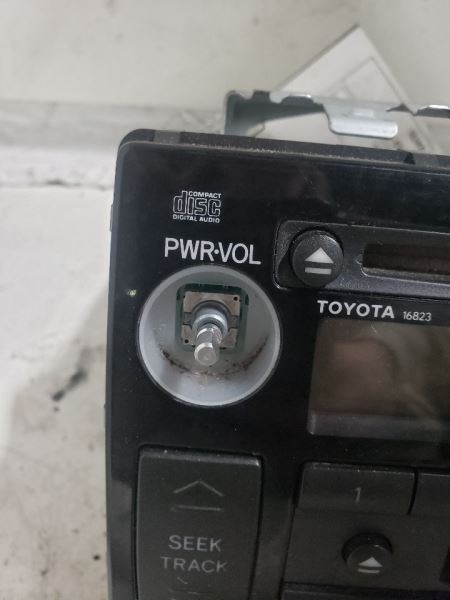 COMPACT
disc
DIGITAL AUDIO
PWR·VOL
TOYOTA 16823
1
SEEK
TRACK